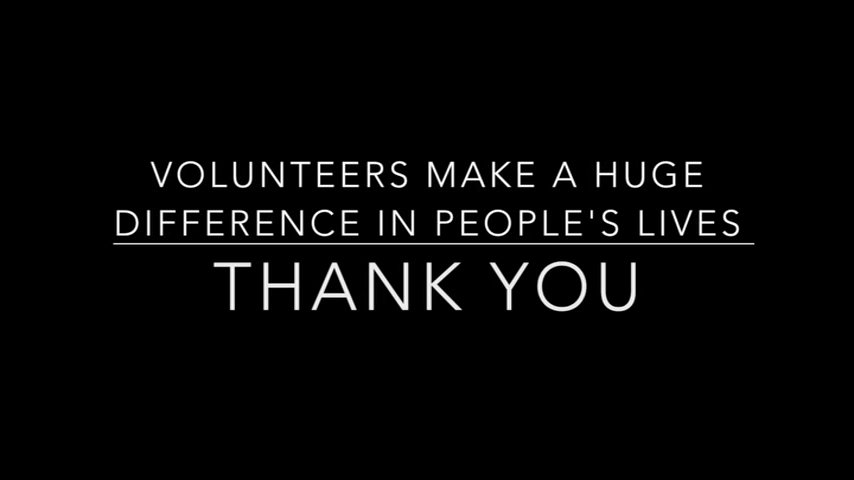 VOLUNTEERS MAKE A HUGE
DIFFERENCE IN PEOPLE'S LIVES
THANK YOU